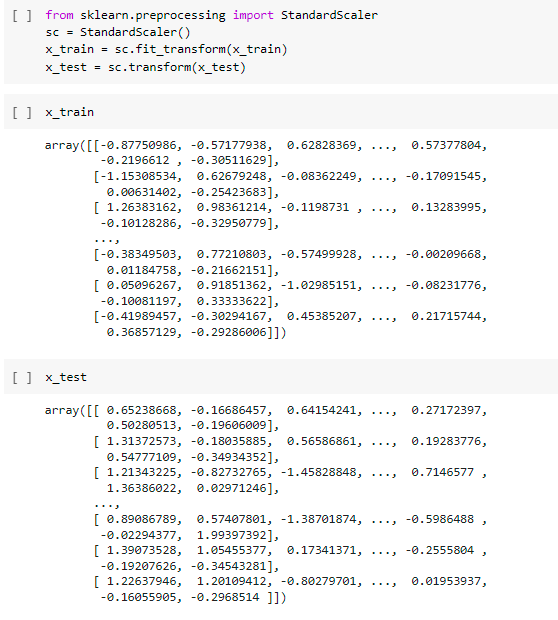 [ ] from sklearn.preprocessing import StandardScaler
sc = StandardScaler()
x_train = sc.fit_transform(x_train)
x_test = sc.transform(x_test)
[ ] x_train
array([[-0.87750986, -0.57177938,  0.62828369, ...,  0.57377804,
-0.2196612 , -0.30511629],
[-1.15308534,  0.62679248, -0.08362249, ..., -0.17091545,
0.00631402, -0.25423683],
[ 1.26383162,  0.98361214, -0.1198731 , ...,  0.13283995,
-0.10128286, -0.32950779],
...,
[-0.38349503,  0.77210803, -0.57499928, ..., -0.00209668,
0.01184758, -0.21662151],
[ 0.05096267,  0.91851362, -1.02985151, ..., -0.08231776,
-0.10081197,  0.33333622],
[-0.41989457, -0.30294167,  0.45385207, ...,  0.21715744,
0.36857129, -0.29286006]])
[ ] x_test
array([[ 0.65238668, -0.16686457,  0.64154241, ...,  0.27172397,
0.50280513, -0.19606009],
[ 1.31372573, -0.18035885,  0.56586861, ...,  0.19283776,
0.54777109, -0.34934352],
[ 1.21343225, -0.82732765, -1.45828848, ...,  0.7146577 ,
1.36386022,  0.02971246],
...,
[ 0.89086789,  0.57407801, -1.38701874, ..., -0.5986488 ,
-0.02294377,  1.99397392],
[ 1.39073528,  1.05455377,  0.17341371, ..., -0.2555804 ,
-0.19207626, -0.34543281],
[ 1.22637946,  1.20109412, -0.80279701, ...,  0.01953937,
-0.16055905, -0.2968514 ]])